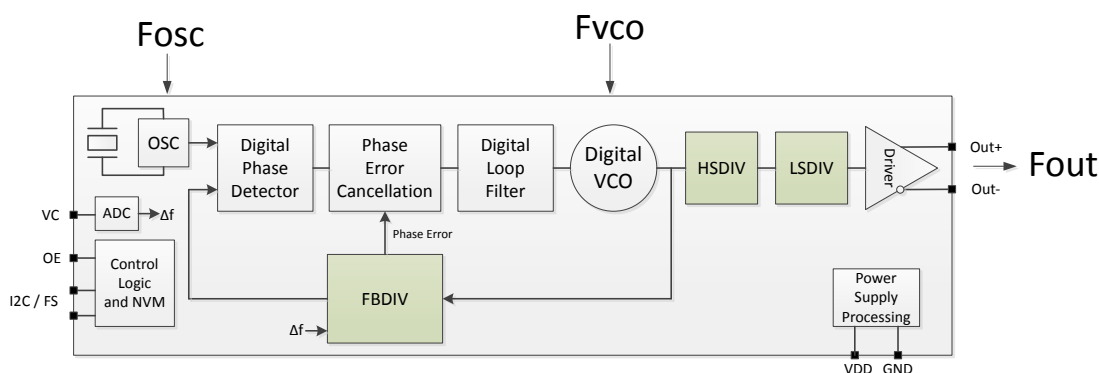 Fosc
Fvco
OSC
Digital
Phase
Detector
Phase
Error
Cancellation
Digital
Loop
Filter
Digital
VCO
HSDIV
LSDIV
Driver
Out+
Out-
Fout
VC
ADC
Δf
Phase Error
OE
I2C / FS
Control
Logic
and NVM
FBDIV
Δf
Power
Supply
Processing
VDD
GND